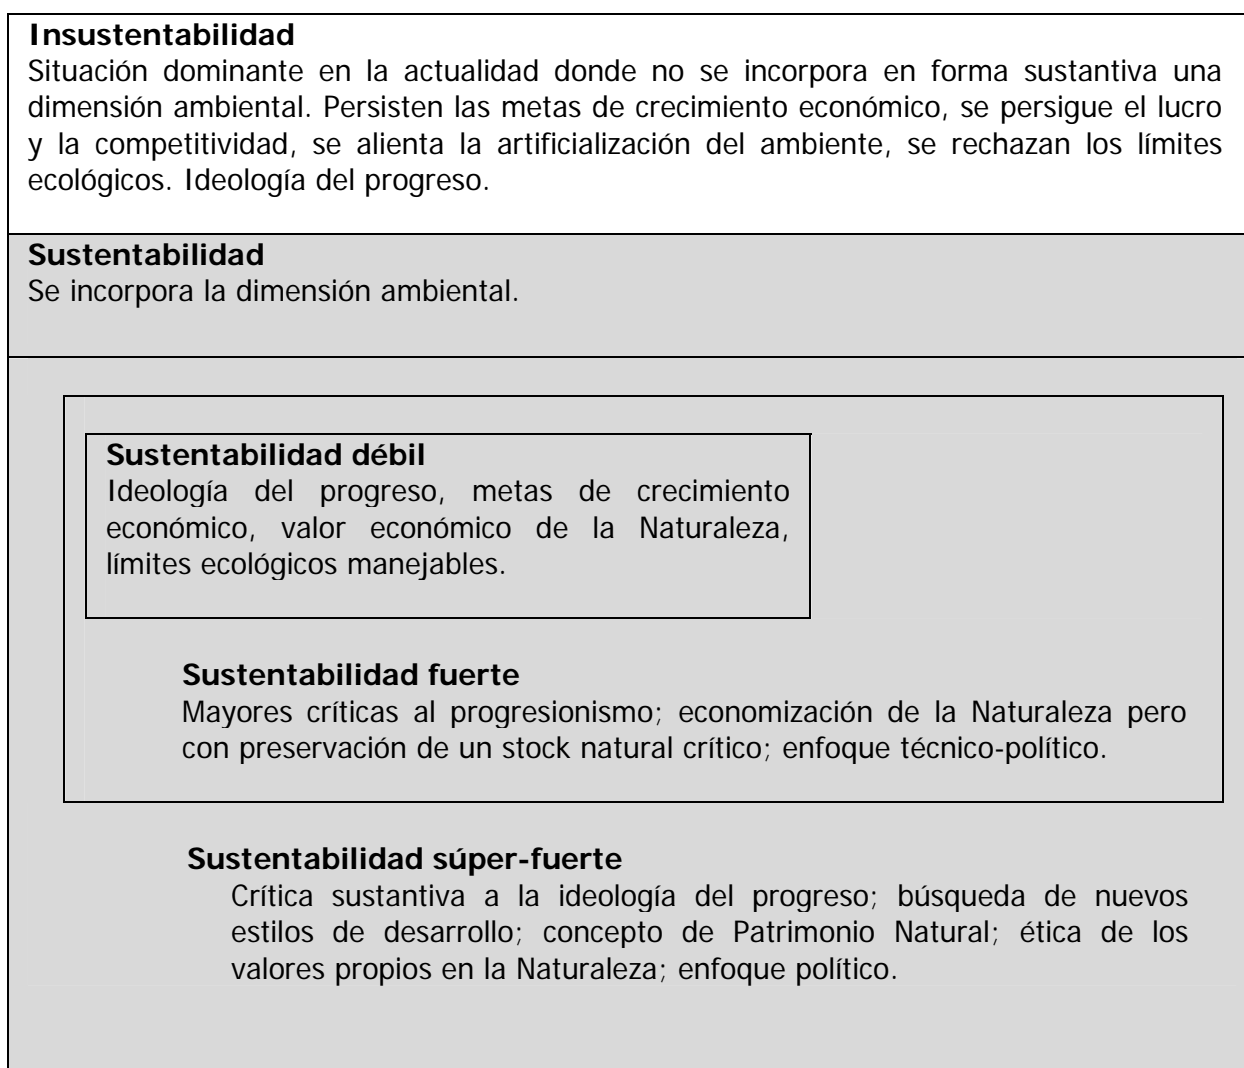 Insustentabilidad
Situación dominante en la actualidad donde no se incorpora en forma sustantiva una
dimensión ambiental. Persisten las metas de crecimiento económico, se persigue el lucro
y la competitividad, se alienta la artificialización del ambiente, se rechazan los límites
ecológicos. Ideología del progreso.
Sustentabilidad
Se incorpora la dimensión ambiental.
Sustentabilidad débil
Ideología del progreso, metas de crecimiento
económico, valor económico de la Naturaleza,
límites ecológicos manejables.
Sustentabilidad fuerte
Mayores críticas al progresionismo; economización de la Naturaleza pero
con preservación de un stock natural crítico; enfoque técnico-político.
Sustentabilidad súper-fuerte
Crítica sustantiva a la ideología del progreso; búsqueda de nuevos
estilos de desarrollo; concepto de Patrimonio Natural; ética de los
valores propios en la Naturaleza; enfoque político.